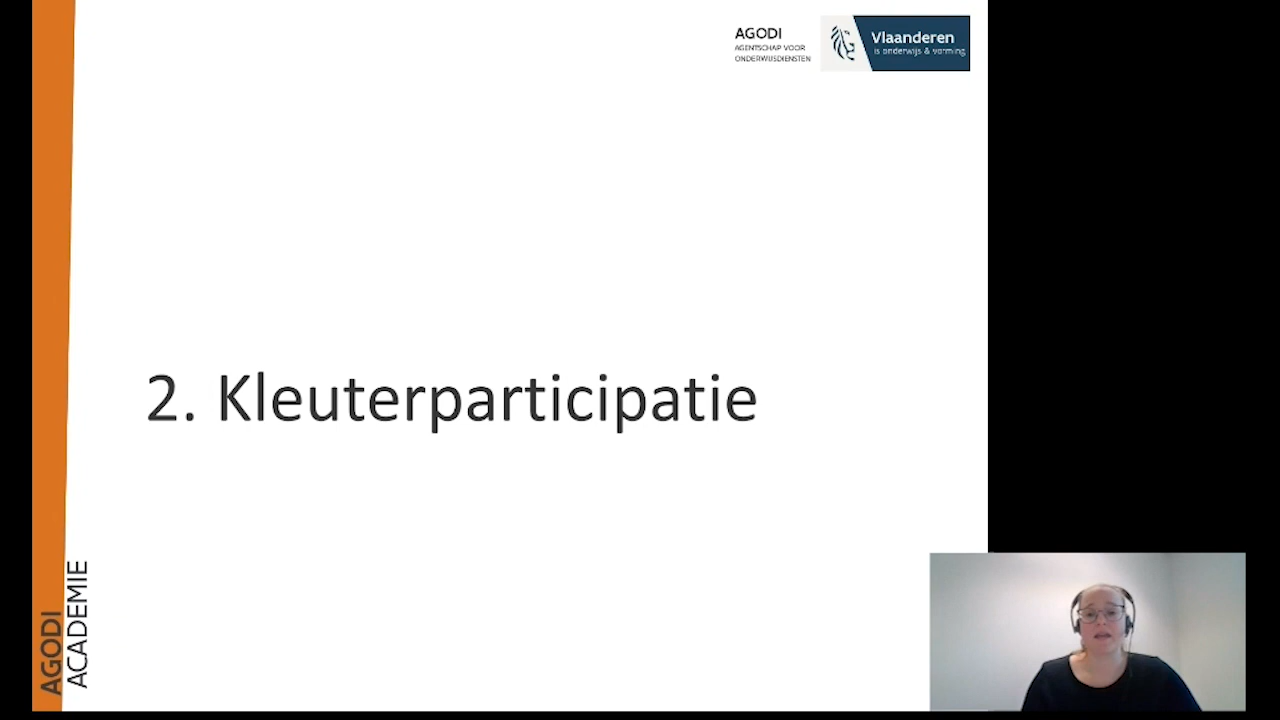 AGODI
AGENTSCHAP VOOR
ONDERWIJSDIENSTEN
Vlaanderen
is onderwijs & vorming
2. Kleuterparticipatie
AGODI
ACADEMIE